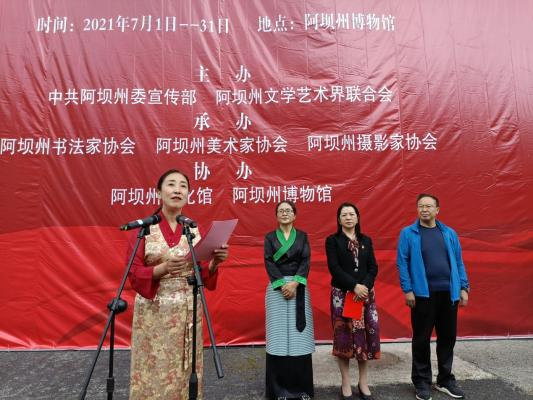 时间：2021年7月1日--31日 地点：阿坝州博物馆
主 办
中共阿坝州委宣传部 阿坝州文学艺术界联合会
承 办
阿坝州书法家协会 阿坝州美术家协会 阿坝州摄影家协会
协 办
阿坝州 化馆 阿坝州博物馆